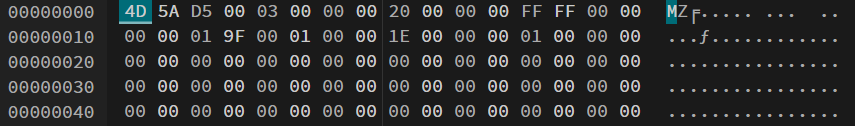 00000000 4D 5A D5 00 03 00 00 00 20 00 00 00 FF FF 00 00 MZ╒..... ... ..
00000010 00 00 01 9F 00 01 00 00 1E 00 00 00 01 00 00 00 ...ƒ............
00000020 00 00 00 00 00 00 00 00 00 00 00 00 00 00 00 00 ................
00000030 00 00 00 00 00 00 00 00 00 00 00 00 00 00 00 00 ................
00000040 00 00 00 00 00 00 00 00 00 00 00 00 00 00 00 00 ................